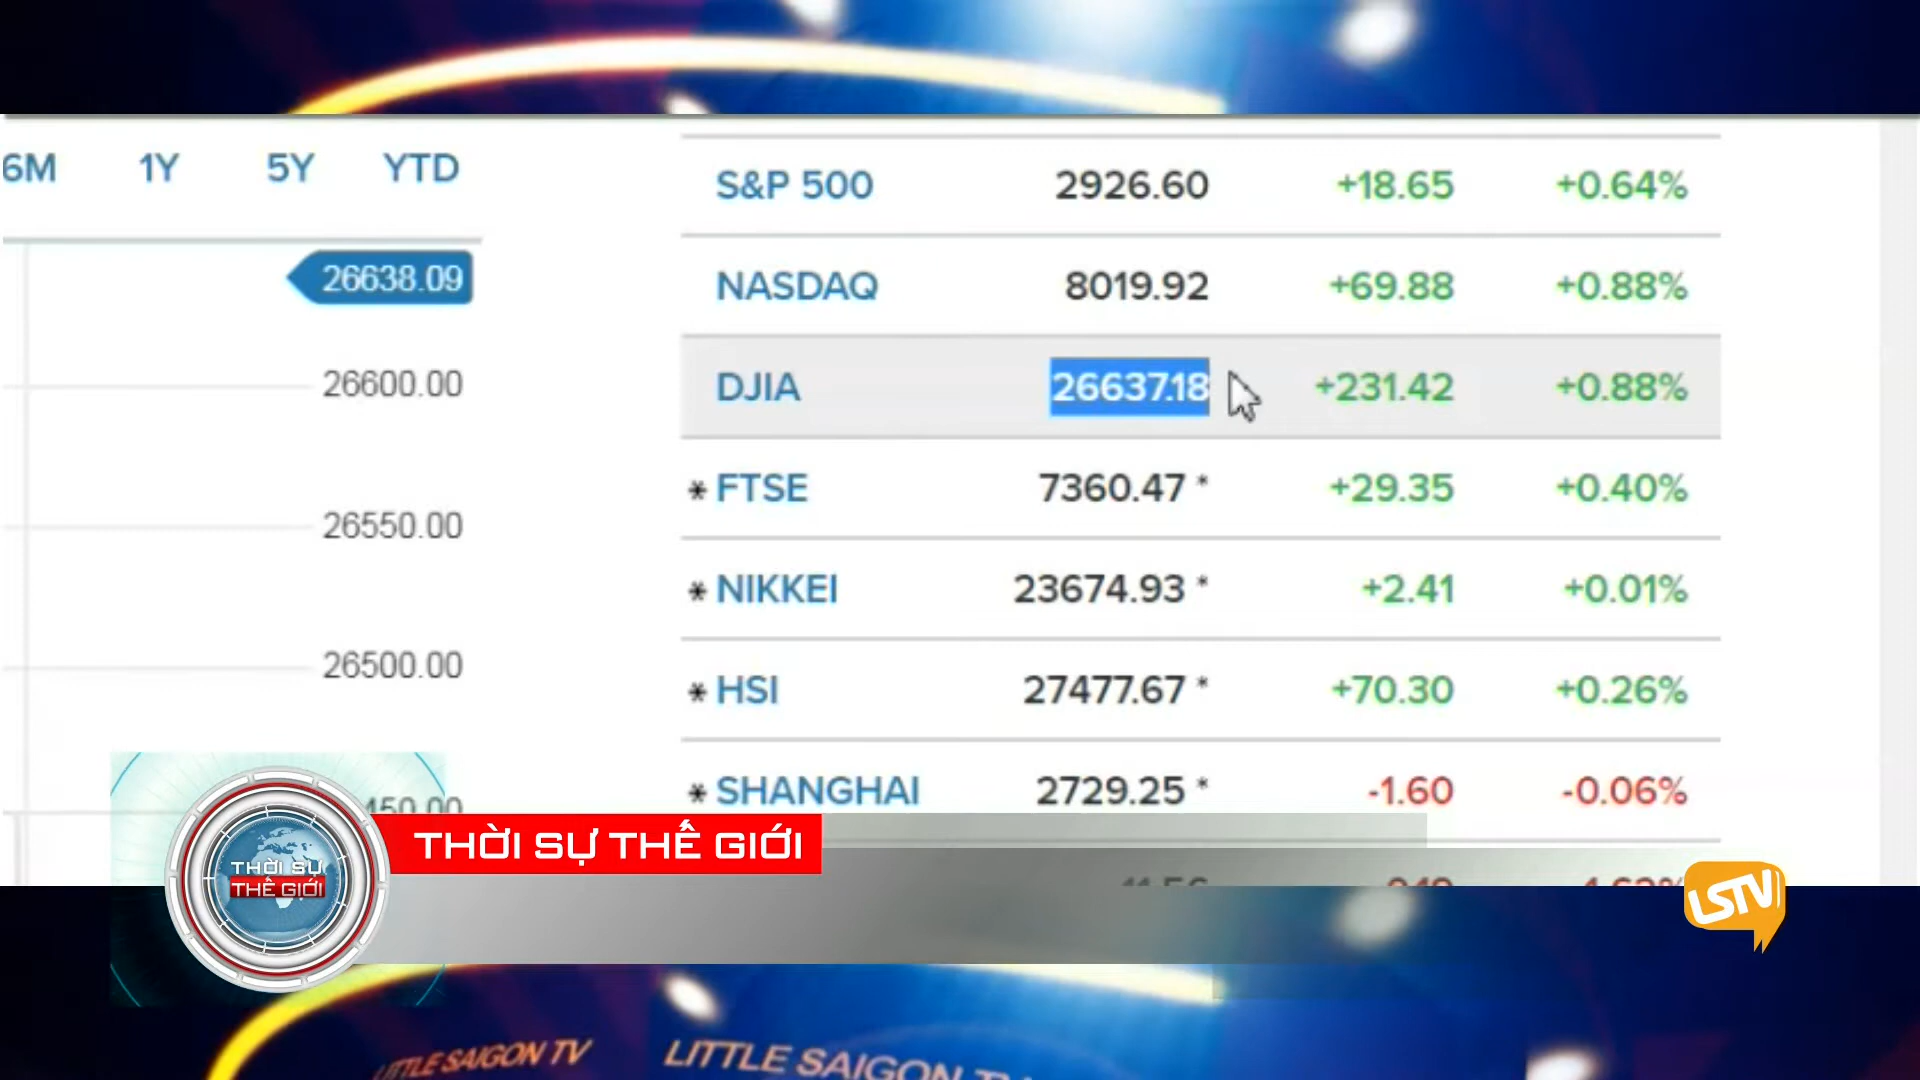 6M 1Y 5Y YTD
26638.09
26600.00
26550.00
26500.00
S&P 500 2926.60 +18.65 +0.64%
NASDAQ 8019.92 +69.88 +0.88%
DJIA 26637.18 +231.42 +0.88%
* FTSE 7360.47 * +29.35 +0.40%
* NIKKEI 23674.93 * +2.41 +0.01%
* HSI 27477.67 * +70.30 +0.26%
* SHANGHAI 2729.25 * -1.60 -0.06%
THỜI SỰ THẾ GIỚI
THỜI SỰ
THẾ GIỚI
LSTV
LITTLE SAIGON TV
LITTLE SAIGON TV